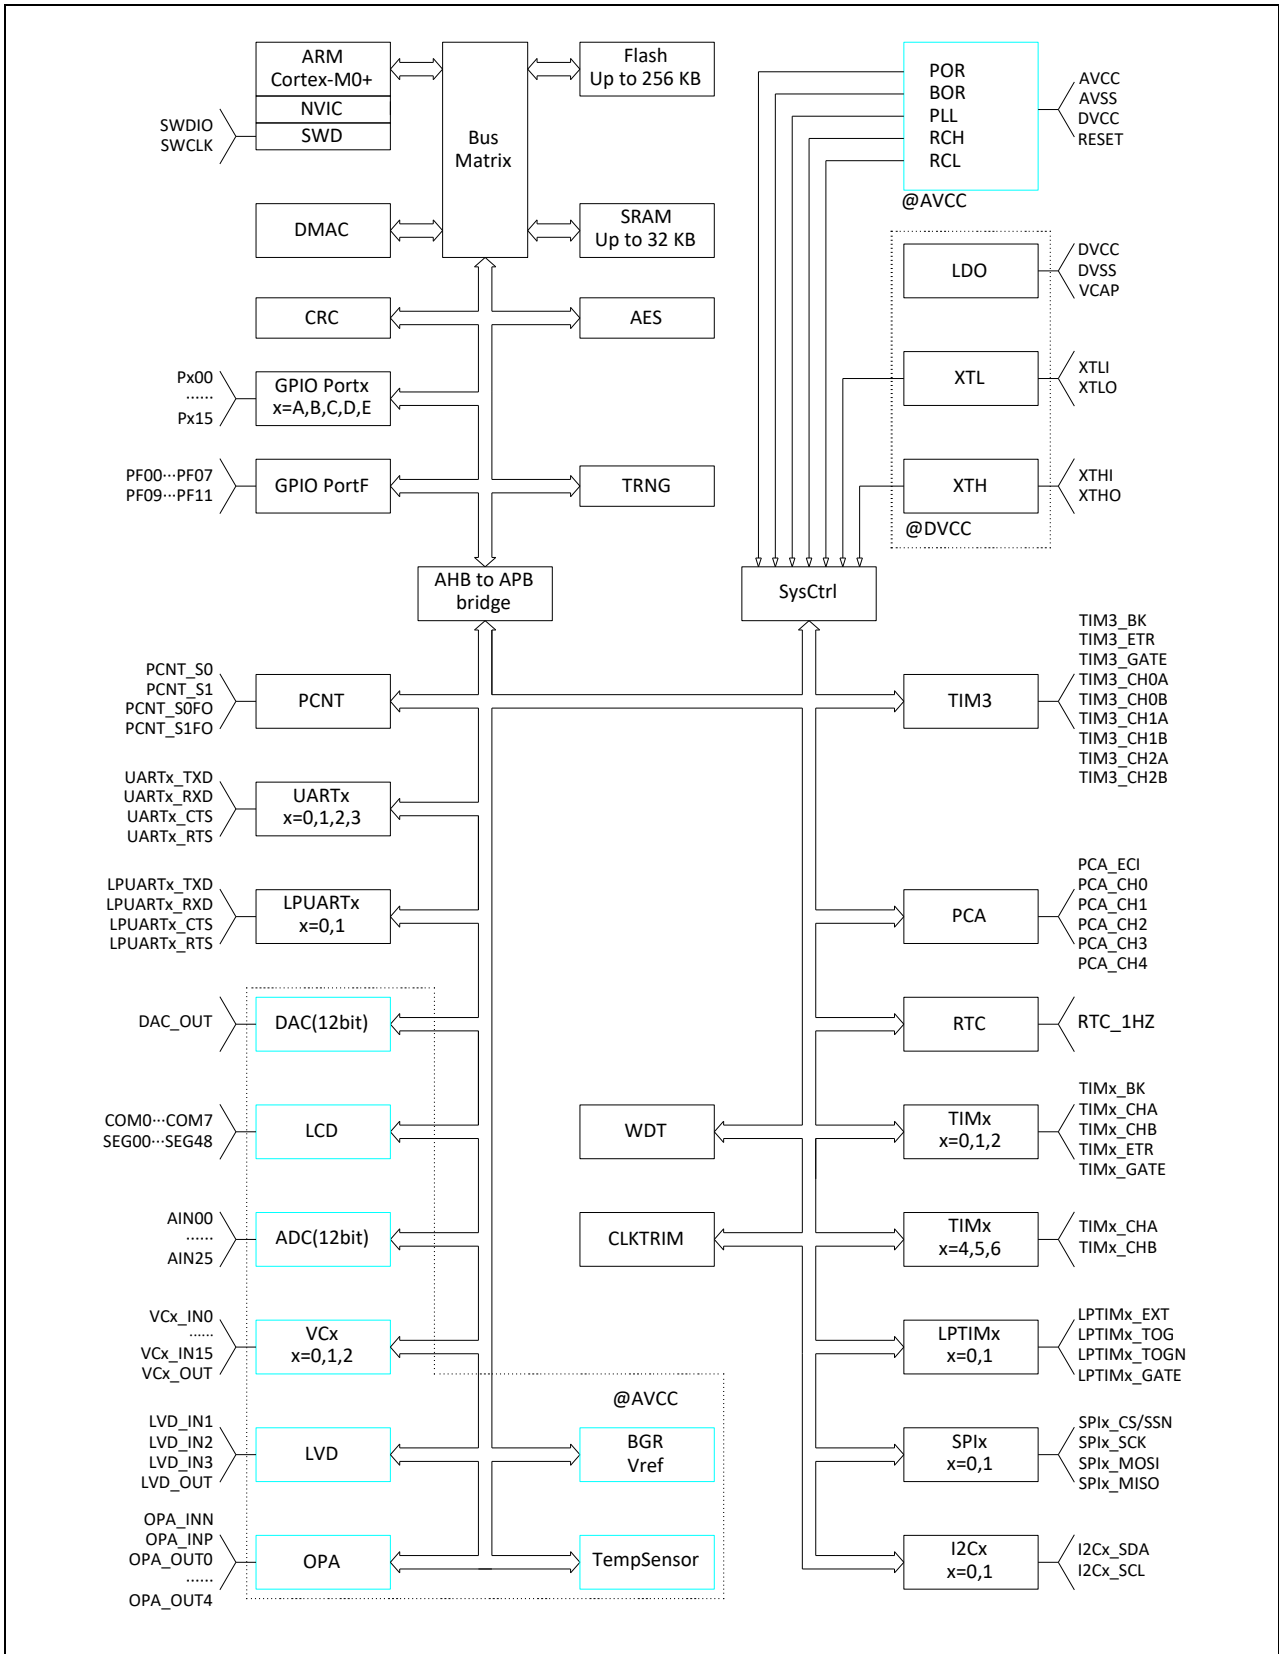 ARM
Cortex-M0+
NVIC
SWD
SWDIO
SWCLK
Bus
Matrix
Flash
Up to 256 KB
DMAC
SRAM
Up to 32 KB
CRC
AES
Px00
······
Px15
GPIO Portx
x=A,B,C,D,E
PF00···PF07
PF09···PF11
GPIO PortF
TRNG
AHB to APB
bridge
POR
BOR
PLL
RCH
RCL
@AVCC
AVCC
AVSS
DVCC
RESET
LDO
DVCC
DVSS
VCAP
XTL
XTLI
XTLO
XTH
@DVCC
XTHI
XTHO
SysCtrl
PCNT_S0
PCNT_S1
PCNT_S0FO
PCNT_S1FO
PCNT
TIM3
TIM3_BK
TIM3_ETR
TIM3_GATE
TIM3_CH0A
TIM3_CH0B
TIM3_CH1A
TIM3_CH1B
TIM3_CH2A
TIM3_CH2B
UARTx_TXD
UARTx_RXD
UARTx_CTS
UARTx_RTS
UARTx
x=0,1,2,3
LPUARTx_TXD
LPUARTx_RXD
LPUARTx_CTS
LPUARTx_RTS
LPUARTx
x=0,1
PCA
PCA_ECI
PCA_CH0
PCA_CH1
PCA_CH2
PCA_CH3
PCA_CH4
DAC_OUT
DAC(12bit)
RTC
RTC_1HZ
COM0···COM7
SEG00···SEG48
LCD
WDT
TIMx
x=0,1,2
TIMx_BK
TIMx_CHA
TIMx_CHB
TIMx_ETR
TIMx_GATE
AIN00
······
AIN25
ADC(12bit)
CLKTRIM
TIMx
x=4,5,6
TIMx_CHA
TIMx_CHB
VCx_IN0
······
VCx_IN15
VCx_OUT
VCx
x=0,1,2
LPTIMx
x=0,1
LPTIMx_EXT
LPTIMx_TOG
LPTIMx_TOGN
LPTIMx_GATE
@AVCC
LVD_IN1
LVD_IN2
LVD_IN3
LVD_OUT
LVD
BGR
Vref
SPIx
x=0,1
SPIx_CS/SSN
SPIx_SCK
SPIx_MOSI
SPIx_MISO
OPA_INN
OPA_INP
OPA_OUT0
······
OPA_OUT4
OPA
TempSensor
I2Cx
x=0,1
I2Cx_SDA
I2Cx_SCL